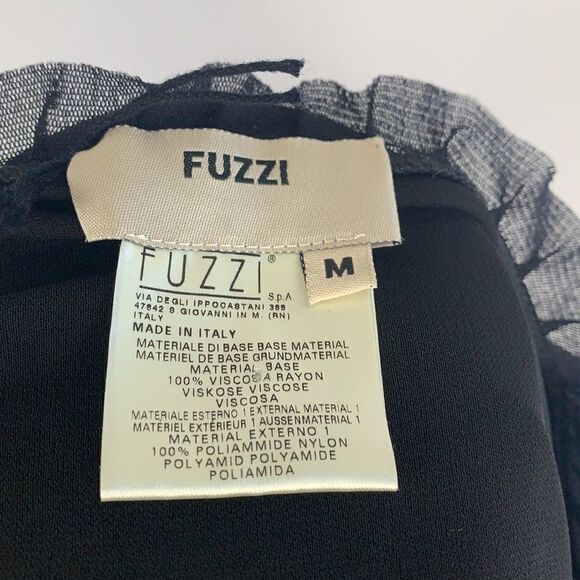 FUZZI
FUZZI ®
M
S.p.A
VIA DEGLI IPPOCASTANI 388
47842 S.GIOVANNI IN M. (RN)
ITALY
MADE IN ITALY
MATERIALE DI BASE BASE MATERIAL
MATERIEL DE BASE GRUNDMATERIAL
MATERIAL BASE
100% VISCOSA RAYON
VISKOSE VISCOSE
VISCOSA
MATERIALE ESTERNO 1 EXTERNAL MATERIAL 1
MATERIEL EXTÉRIEUR 1 AUSSENMATERIAL 1
MATERIAL EXTERNO 1
100% POLIAMMIDE NYLON
POLYAMID POLYAMIDE
POLIAMIDA